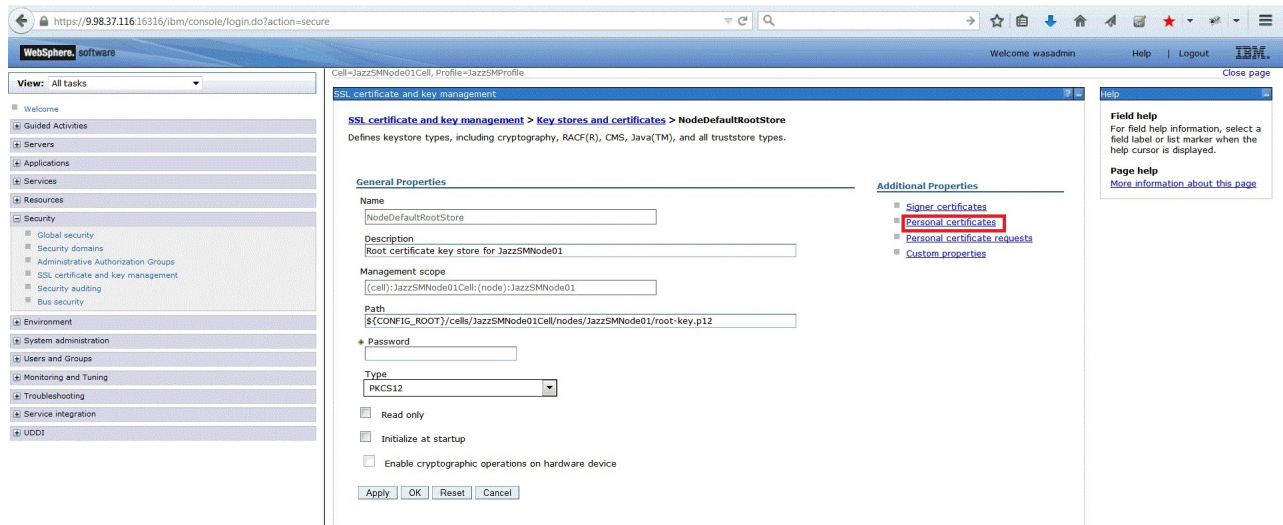 https://9.98.37.116:16316/ibm/console/login.do?action=secure
WebSphere. software
Welcome wasadmin
Help | Logout
IBM.
View: All tasks
Welcome
Guided Activities
Servers
Applications
Services
Resources
Security
Global security
Security domains
Administrative Authorization Groups
SSL certificate and key management
Security auditing
Bus security
Environment
System administration
Users and Groups
Monitoring and Tuning
Troubleshooting
Service integration
UDDI
Cell=JazzSMNode01Cell, Profile=JazzSMProfile
Close page
SSL certificate and key management
SSL certificate and key management > Key stores and certificates > NodeDefaultRootStore
Defines keystore types, including cryptography, RACF(R), CMS, Java(TM), and all truststore types.
General Properties
Name
NodeDefaultRootStore
Description
Root certificate key store for JazzSMNode01
Management scope
(cell):JazzSMNode01Cell:(node):JazzSMNode01
Path
${CONFIG_ROOT}/cells/JazzSMNode01Cell/nodes/JazzSMNode01/root-key.p12
Password
Type
PKCS12
Read only
Initialize at startup
Enable cryptographic operations on hardware device
Apply OK Reset Cancel
Additional Properties
Signer certificates
Personal certificates
Personal certificate requests
Custom properties
Help
Field help
For field help information, select a
field label or list marker when the
help cursor is displayed.
Page help
More information about this page